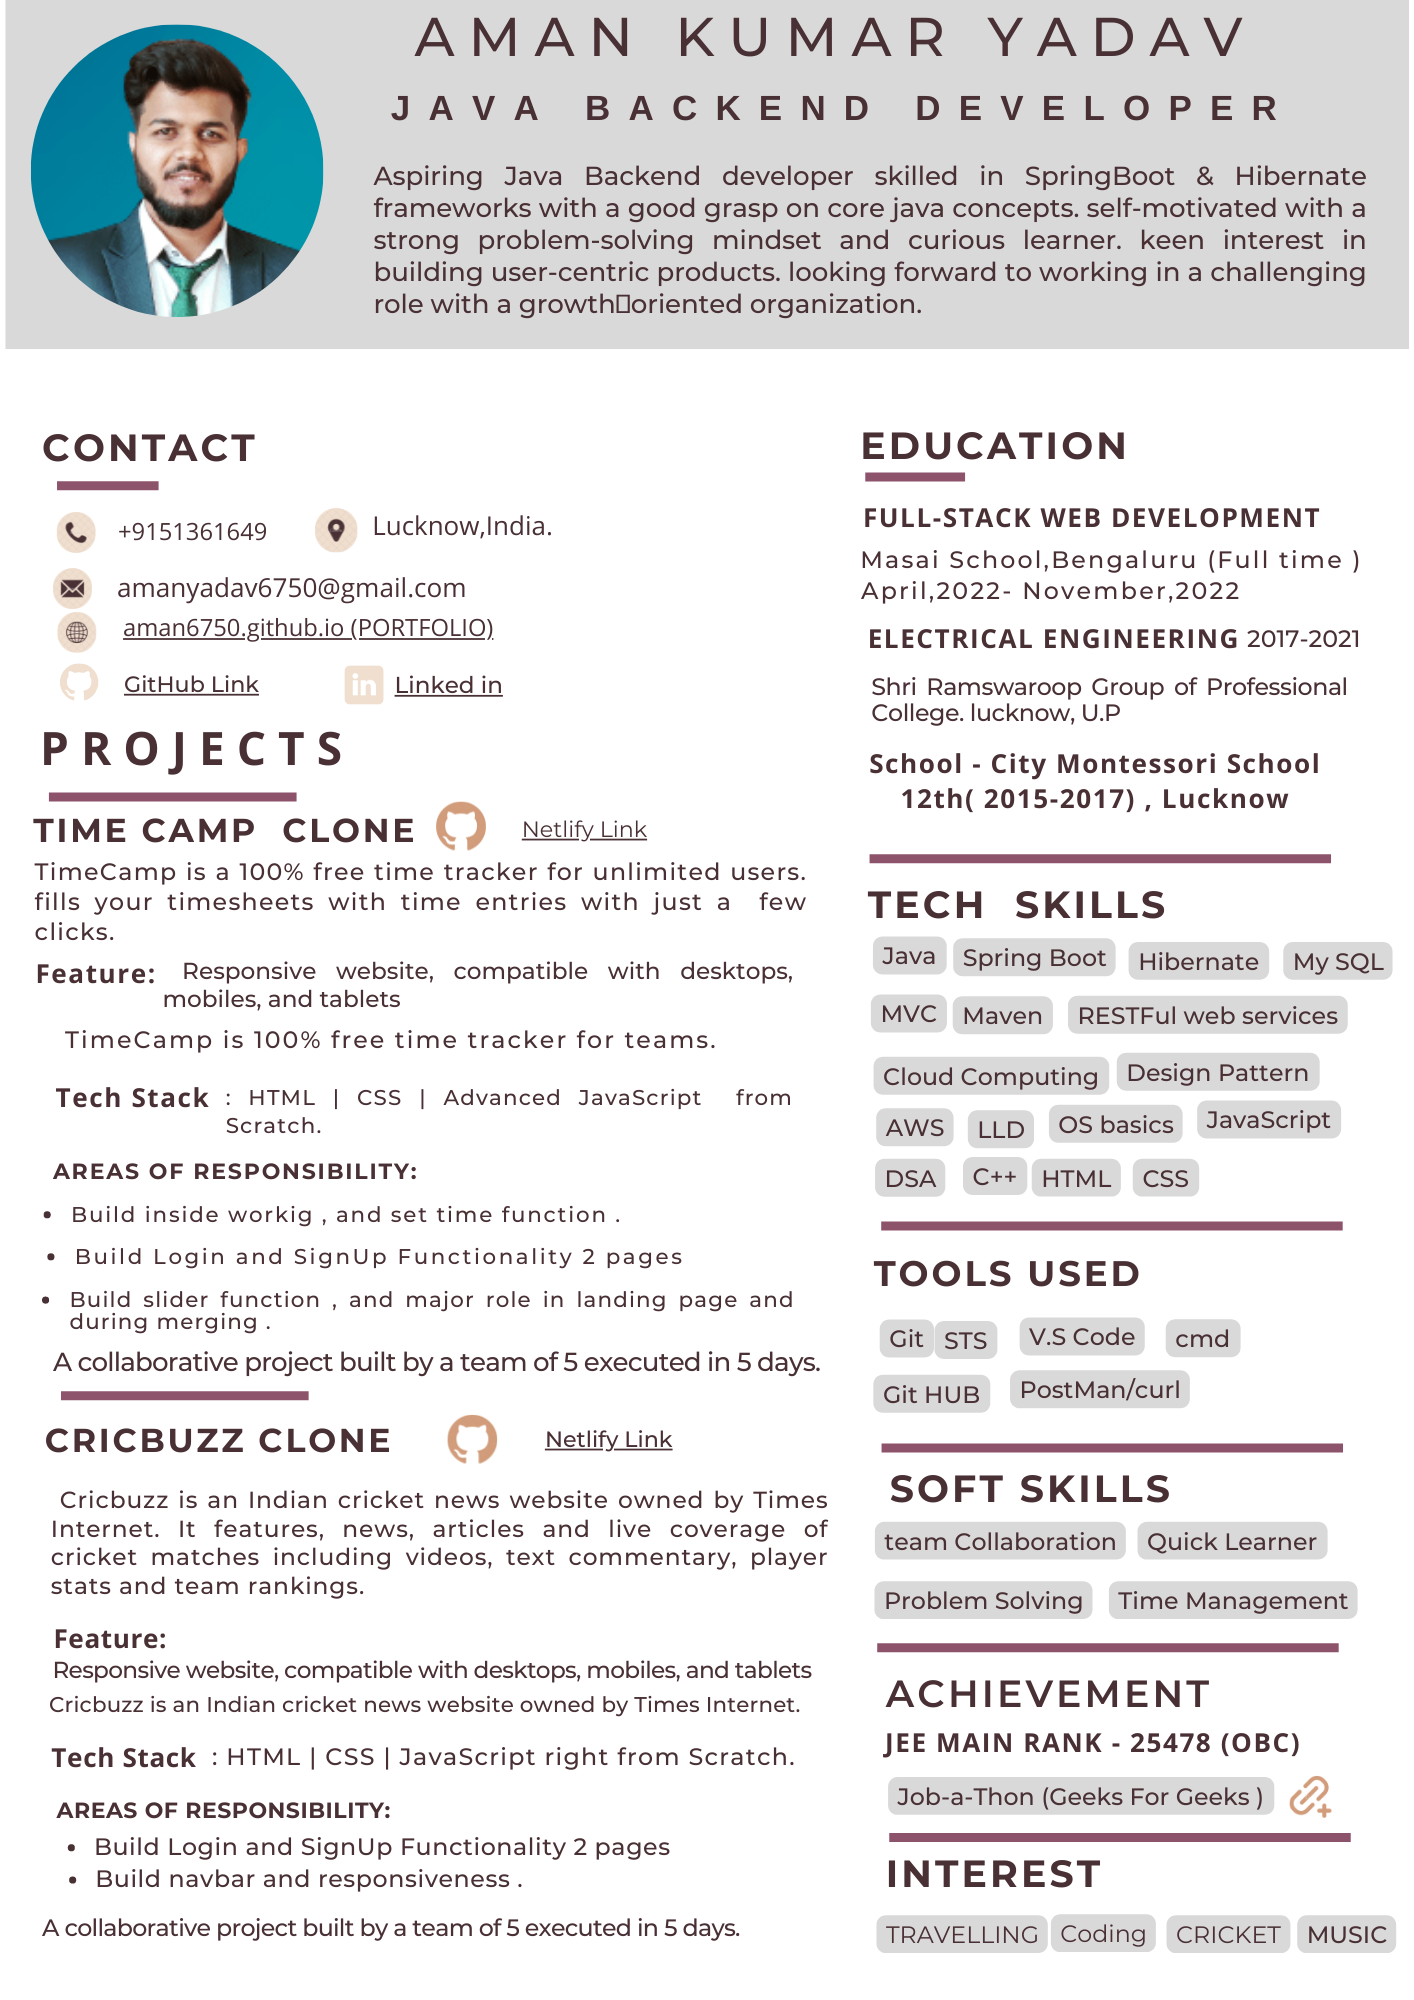 AMAN KUMAR YADAV
JAVA BACKEND DEVELOPER
Aspiring Java Backend developer skilled in SpringBoot & Hibernate
frameworks with a good grasp on core java concepts. self-motivated with a
strong problem-solving mindset and curious learner. keen interest in
building user-centric products. looking forward to working in a challenging
role with a growth▯oriented organization.
CONTACT
+9151361649
Lucknow,India.
amanyadav6750@gmail.com
aman6750.github.io (PORTFOLIO)
GitHub Link
in
Linked in
PROJECTS
TIME CAMP CLONE
Netlify Link
TimeCamp is a 100% free time tracker for unlimited users.
fills your timesheets with time entries with just a few
clicks.
Feature: Responsive website, compatible with desktops,
mobiles, and tablets
TimeCamp is 100% free time tracker for teams.
Tech Stack : HTML | CSS | Advanced JavaScript from
Scratch.
AREAS OF RESPONSIBILITY:
• Build inside workig , and set time function .
• Build Login and SignUp Functionality 2 pages
• Build slider function , and major role in landing page and
during merging .
A collaborative project built by a team of 5 executed in 5 days.
CRICBUZZ CLONE
Netlify Link
Cricbuzz is an Indian cricket news website owned by Times
Internet. It features, news, articles and live coverage of
cricket matches including videos, text commentary, player
stats and team rankings.
Feature:
Responsive website, compatible with desktops, mobiles, and tablets
Cricbuzz is an Indian cricket news website owned by Times Internet.
Tech Stack : HTML | CSS | JavaScript right from Scratch.
AREAS OF RESPONSIBILITY:
• Build Login and SignUp Functionality 2 pages
• Build navbar and responsiveness .
A collaborative project built by a team of 5 executed in 5 days.
EDUCATION
FULL-STACK WEB DEVELOPMENT
Masai School,Bengaluru (Full time )
April,2022- November,2022
ELECTRICAL ENGINEERING 2017-2021
Shri Ramswaroop Group of Professional
College. lucknow, U.P
School - City Montessori School
12th( 2015-2017) , Lucknow
TECH SKILLS
Java Spring Boot Hibernate My SQL
MVC Maven RESTFul web services
Cloud Computing Design Pattern
AWS LLD OS basics JavaScript
DSA C++ HTML CSS
TOOLS USED
Git STS V.S Code cmd
Git HUB PostMan/curl
SOFT SKILLS
team Collaboration Quick Learner
Problem Solving Time Management
ACHIEVEMENT
JEE MAIN RANK - 25478 (OBC)
Job-a-Thon (Geeks For Geeks )
INTEREST
TRAVELLING Coding CRICKET MUSIC